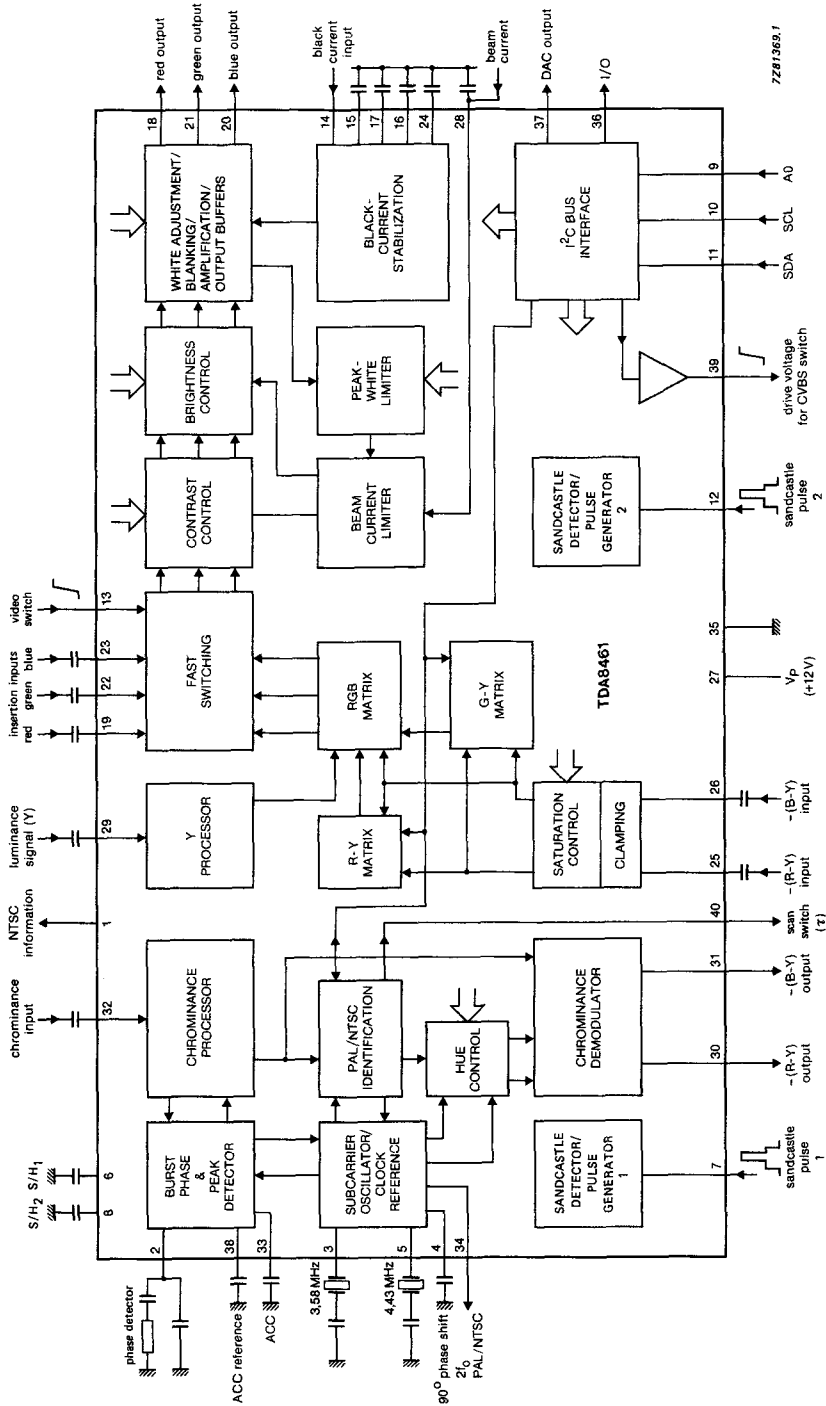 red output
green output
blue output
black
current
input
beam
current
DAC output
I/O
7Z81369.1
18
21
20
14
15
17
16
24
28
37
36
WHITE ADJUSTMENT/
BLANKING/
AMPLIFICATION/
OUTPUT BUFFERS
BLACK-
CURRENT
STABILIZATION
I²C BUS
INTERFACE
9
A0
10
SCL
11
SDA
BRIGHTNESS
CONTROL
PEAK-
WHITE
LIMITER
39
drive voltage
for CVBS switch
CONTRAST
CONTROL
BEAM
CURRENT
LIMITER
SANDCASTLE
DETECTOR/
PULSE
GENERATOR
2
12
sandcastle
pulse
2
video
switch
13
insertion inputs
blue
23
green
22
red
19
FAST
SWITCHING
RGB
MATRIX
G-Y
MATRIX
TDA8461
35
27
Vp
(+12V)
luminance
signal (Y)
29
Y
PROCESSOR
R-Y
MATRIX
SATURATION
CONTROL
CLAMPING
26
-(B-Y)
input
25
-(R-Y)
input
NTSC
information
1
40
scan
switch
(τ)
chrominance
input
32
CHROMINANCE
PROCESSOR
PAL/NTSC
IDENTIFICATION
HUE
CONTROL
CHROMINANCE
DEMODULATOR
31
-(B-Y)
output
30
-(R-Y)
output
S/H₁
6
S/H₂
8
BURST
PHASE
&
PEAK
DETECTOR
SUBCARRIER
OSCILLATOR/
CLOCK
REFERENCE
SANDCASTLE
DETECTOR/
PULSE
GENERATOR
1
7
sandcastle
pulse
1
2
38
33
3
5
4
34
phase detector
ACC reference
ACC
3,58 MHz
4,43 MHz
90° phase shift
2f₀
PAL/NTSC